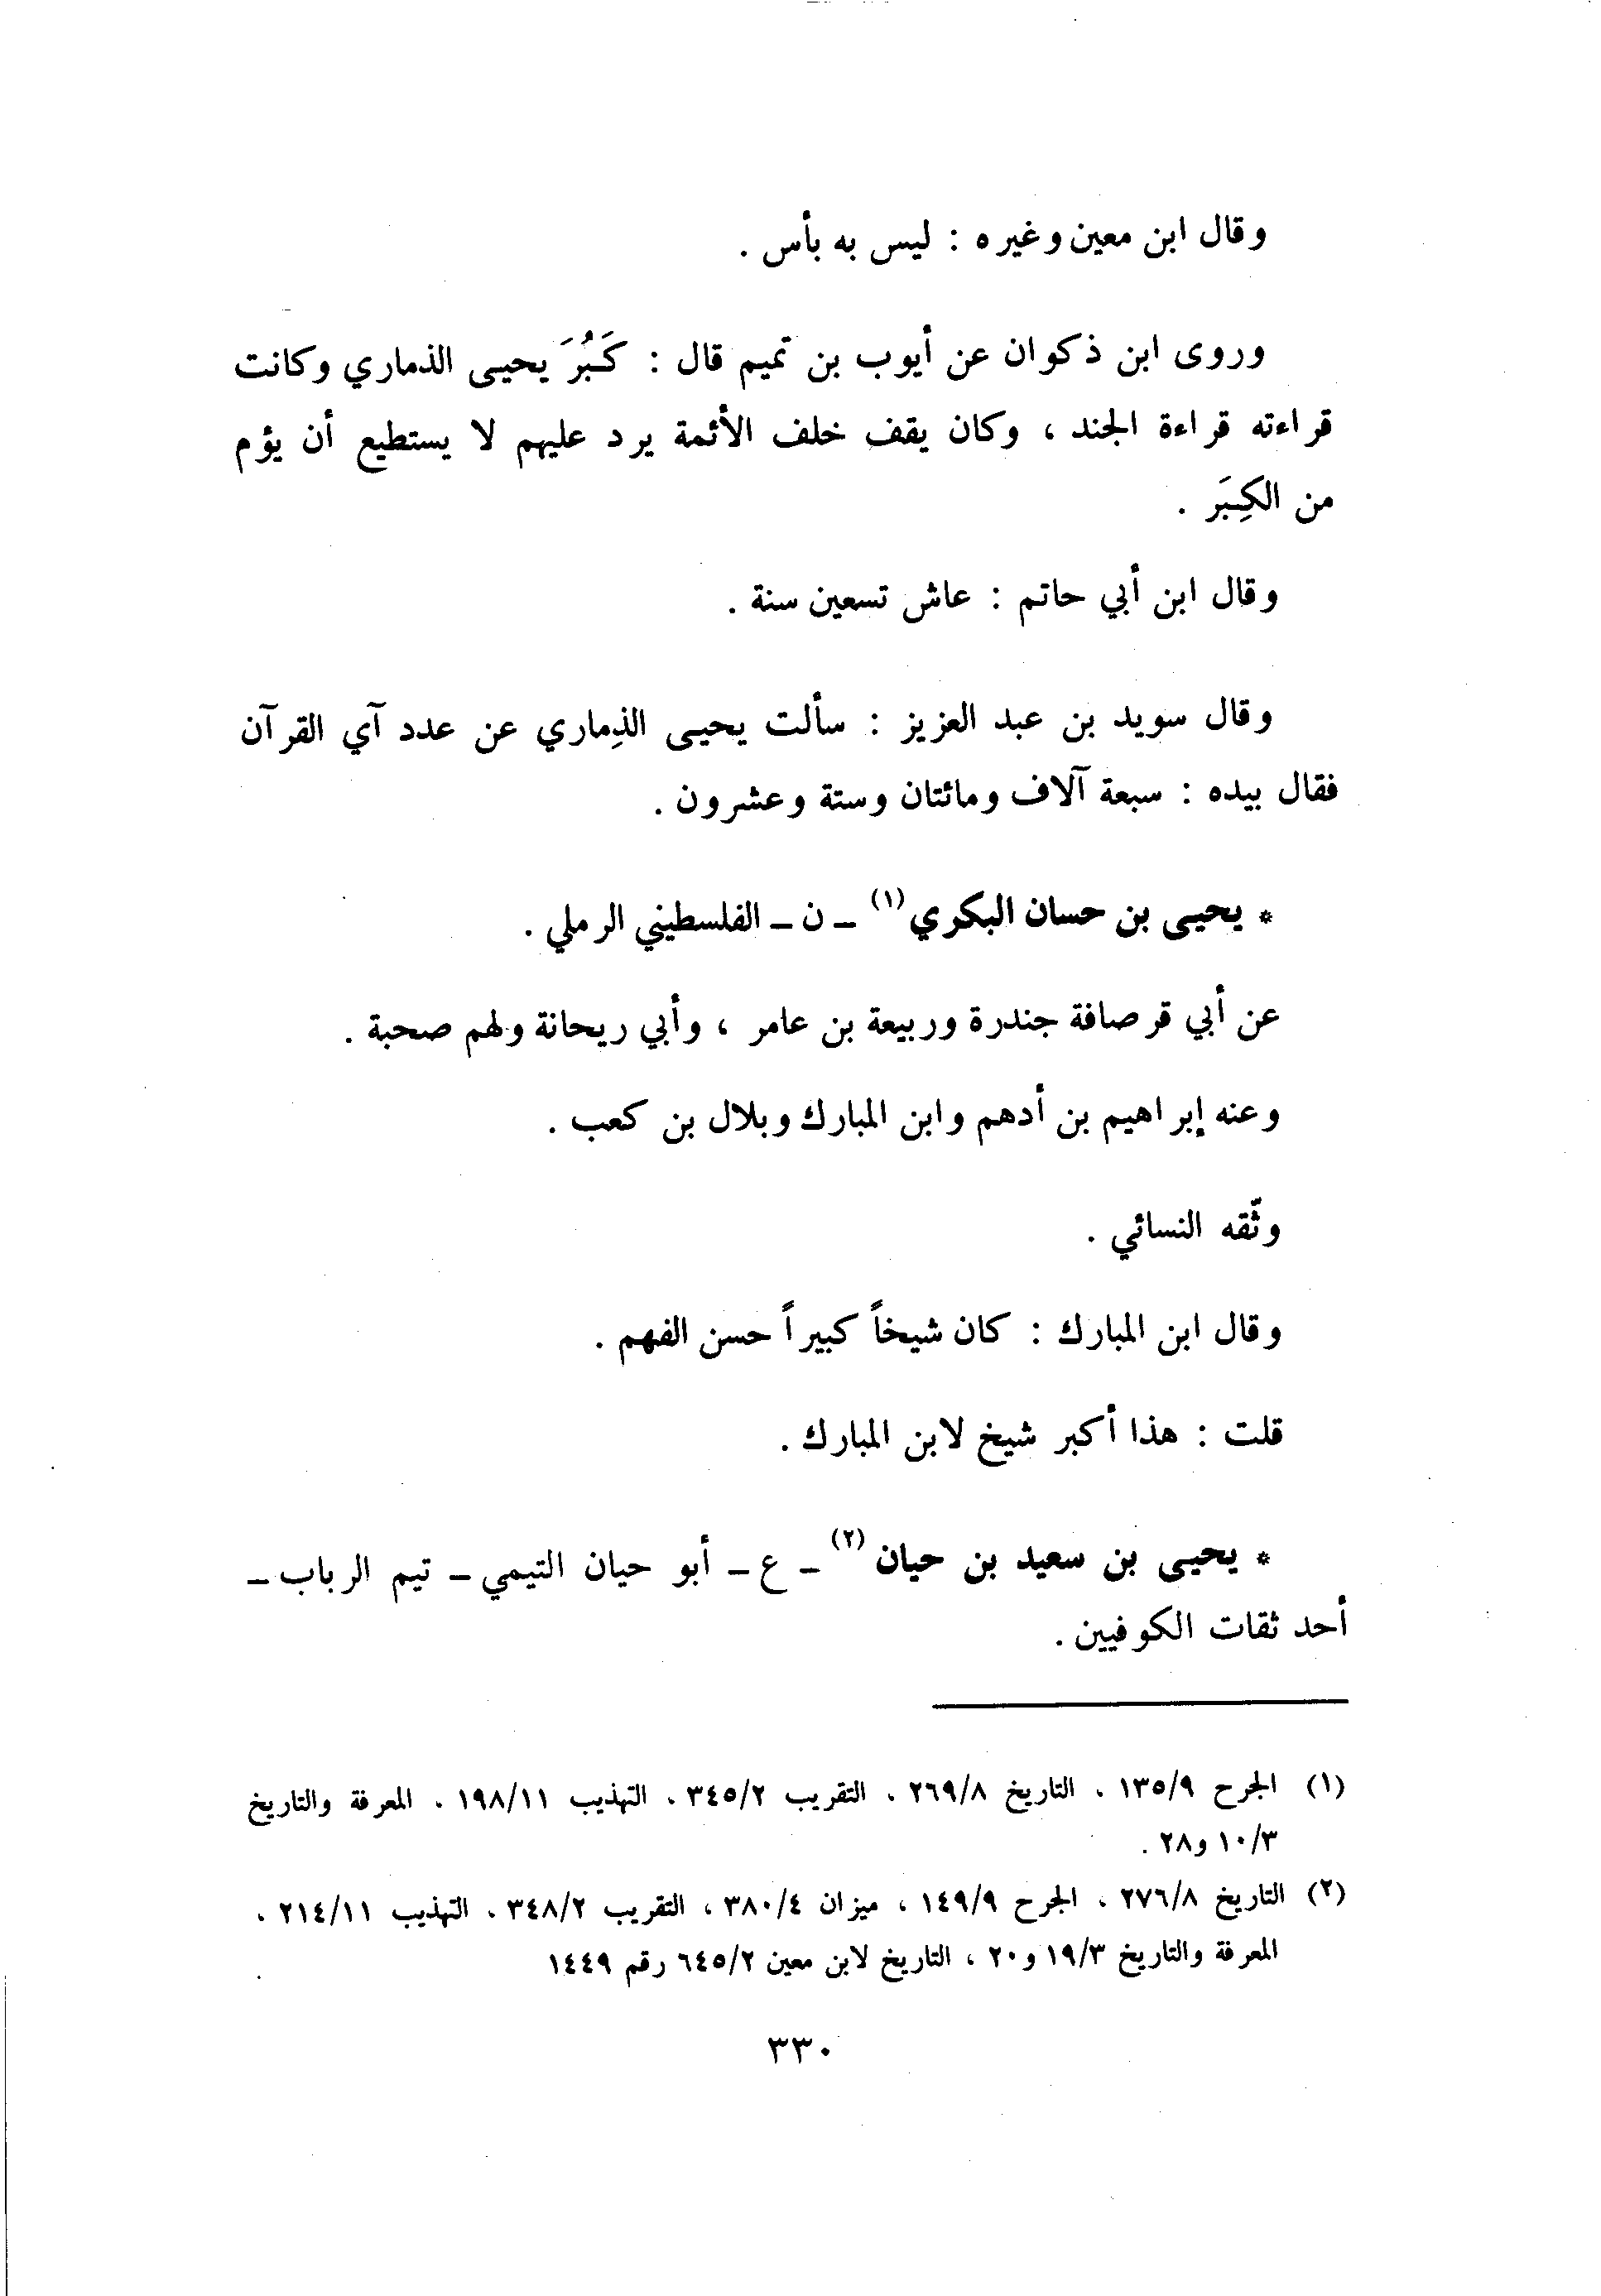 وقال ابن معين وغيره : ليس به بأس .
وروى ابن ذكوان عن أيوب بن تميم قال : كَبُرَ يحيى الذماري وكانت
قراءته قراءة الجند ، وكان يقف خلف الأئمة يرد عليهم لا يستطيع أن يؤم
من الكِبَر .
وقال ابن أبي حاتم : عاش تسعين سنة .
وقال سويد بن عبد العزيز : سألت يحيى الذِماري عن عدد آي القرآن
فقال بيده : سبعة آلاف ومائتان وستة وعشرون .
* يحيى بن حسان البكري (١) ـ ن ـ الفلسطيني الرملي .
عن أبي قرصافة جندرة وربيعة بن عامر ، وأبي ريحانة ولهم صحبة .
وعنه إبراهيم بن أدهم وابن المبارك وبلال بن كعب .
وثّقه النسائي .
وقال ابن المبارك : كان شيخاً كبيراً حسن الفهم .
قلت : هذا أكبر شيخ لابن المبارك .
* يحيى بن سعيد بن حيان (٢) ـ ع ـ أبو حيان التيمي ـ تيم الرباب ـ
أحد ثقات الكوفيين .
(١) الجرح ١٣٥/٩ . التاريخ ٢٦٩/٨ . التقريب ٣٤٥/٢ . التهذيب ١٩٨/١١ . المعرفة والتاريخ
١٠/٣ و٢٨ .
(٢) التاريخ ٢٧٦/٨ . الجرح ١٤٩/٩ ، ميزان ٣٨٠/٤ ، التقريب ٣٤٨/٢ . التهذيب ٢١٤/١١ .
المعرفة والتاريخ ١٩/٣ و٢٠ ، التاريخ لابن معين ٦٤٥/٢ رقم ١٤٤٩
٣٣٠